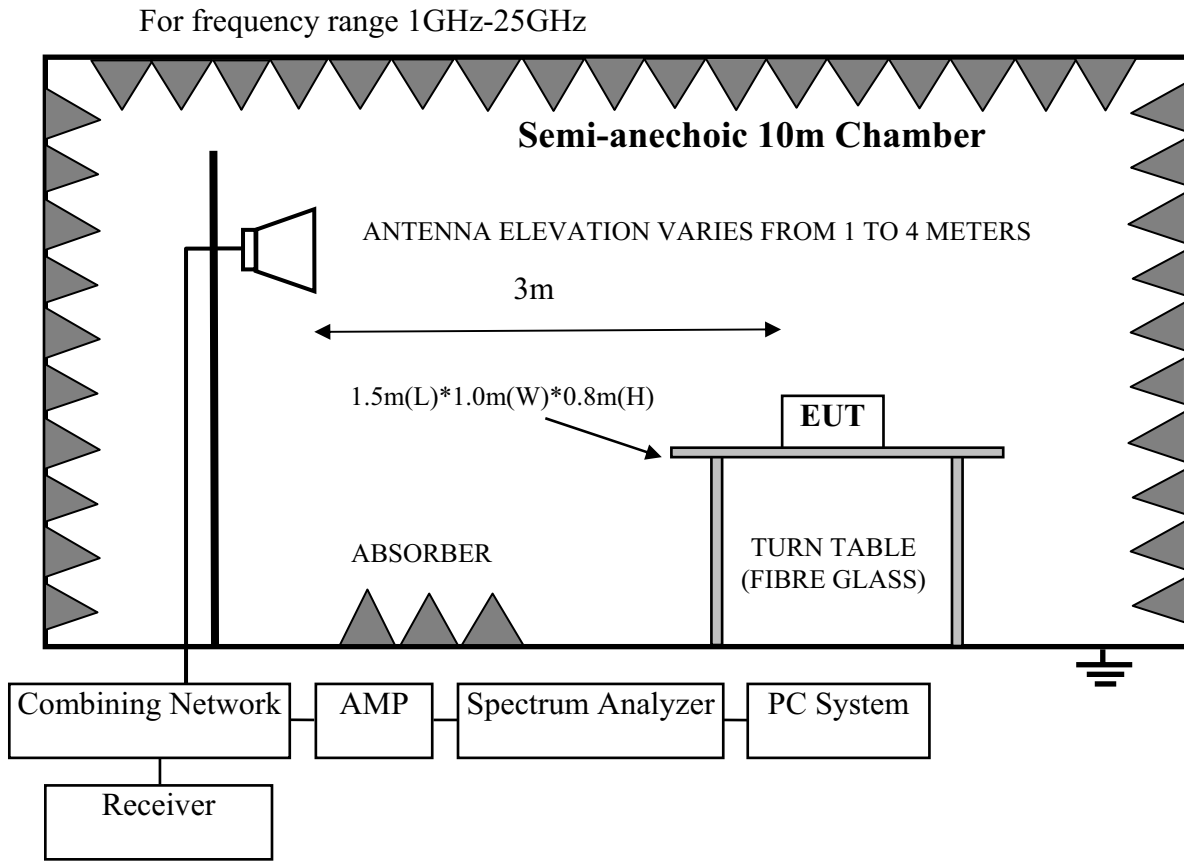 For frequency range 1GHz-25GHz
Semi-anechoic 10m Chamber
ANTENNA ELEVATION VARIES FROM 1 TO 4 METERS
3m
1.5m(L)*1.0m(W)*0.8m(H)
EUT
ABSORBER
TURN TABLE
(FIBRE GLASS)
Combining Network
AMP
Spectrum Analyzer
PC System
Receiver